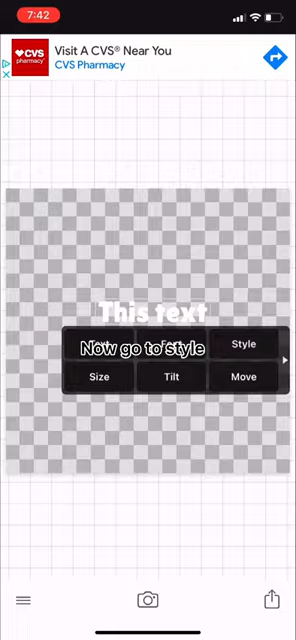 7:42
Visit A CVS® Near You
CVS Pharmacy
♥CVS
pharmacy
This text
Now go to style
Style
Size
Tilt
Move